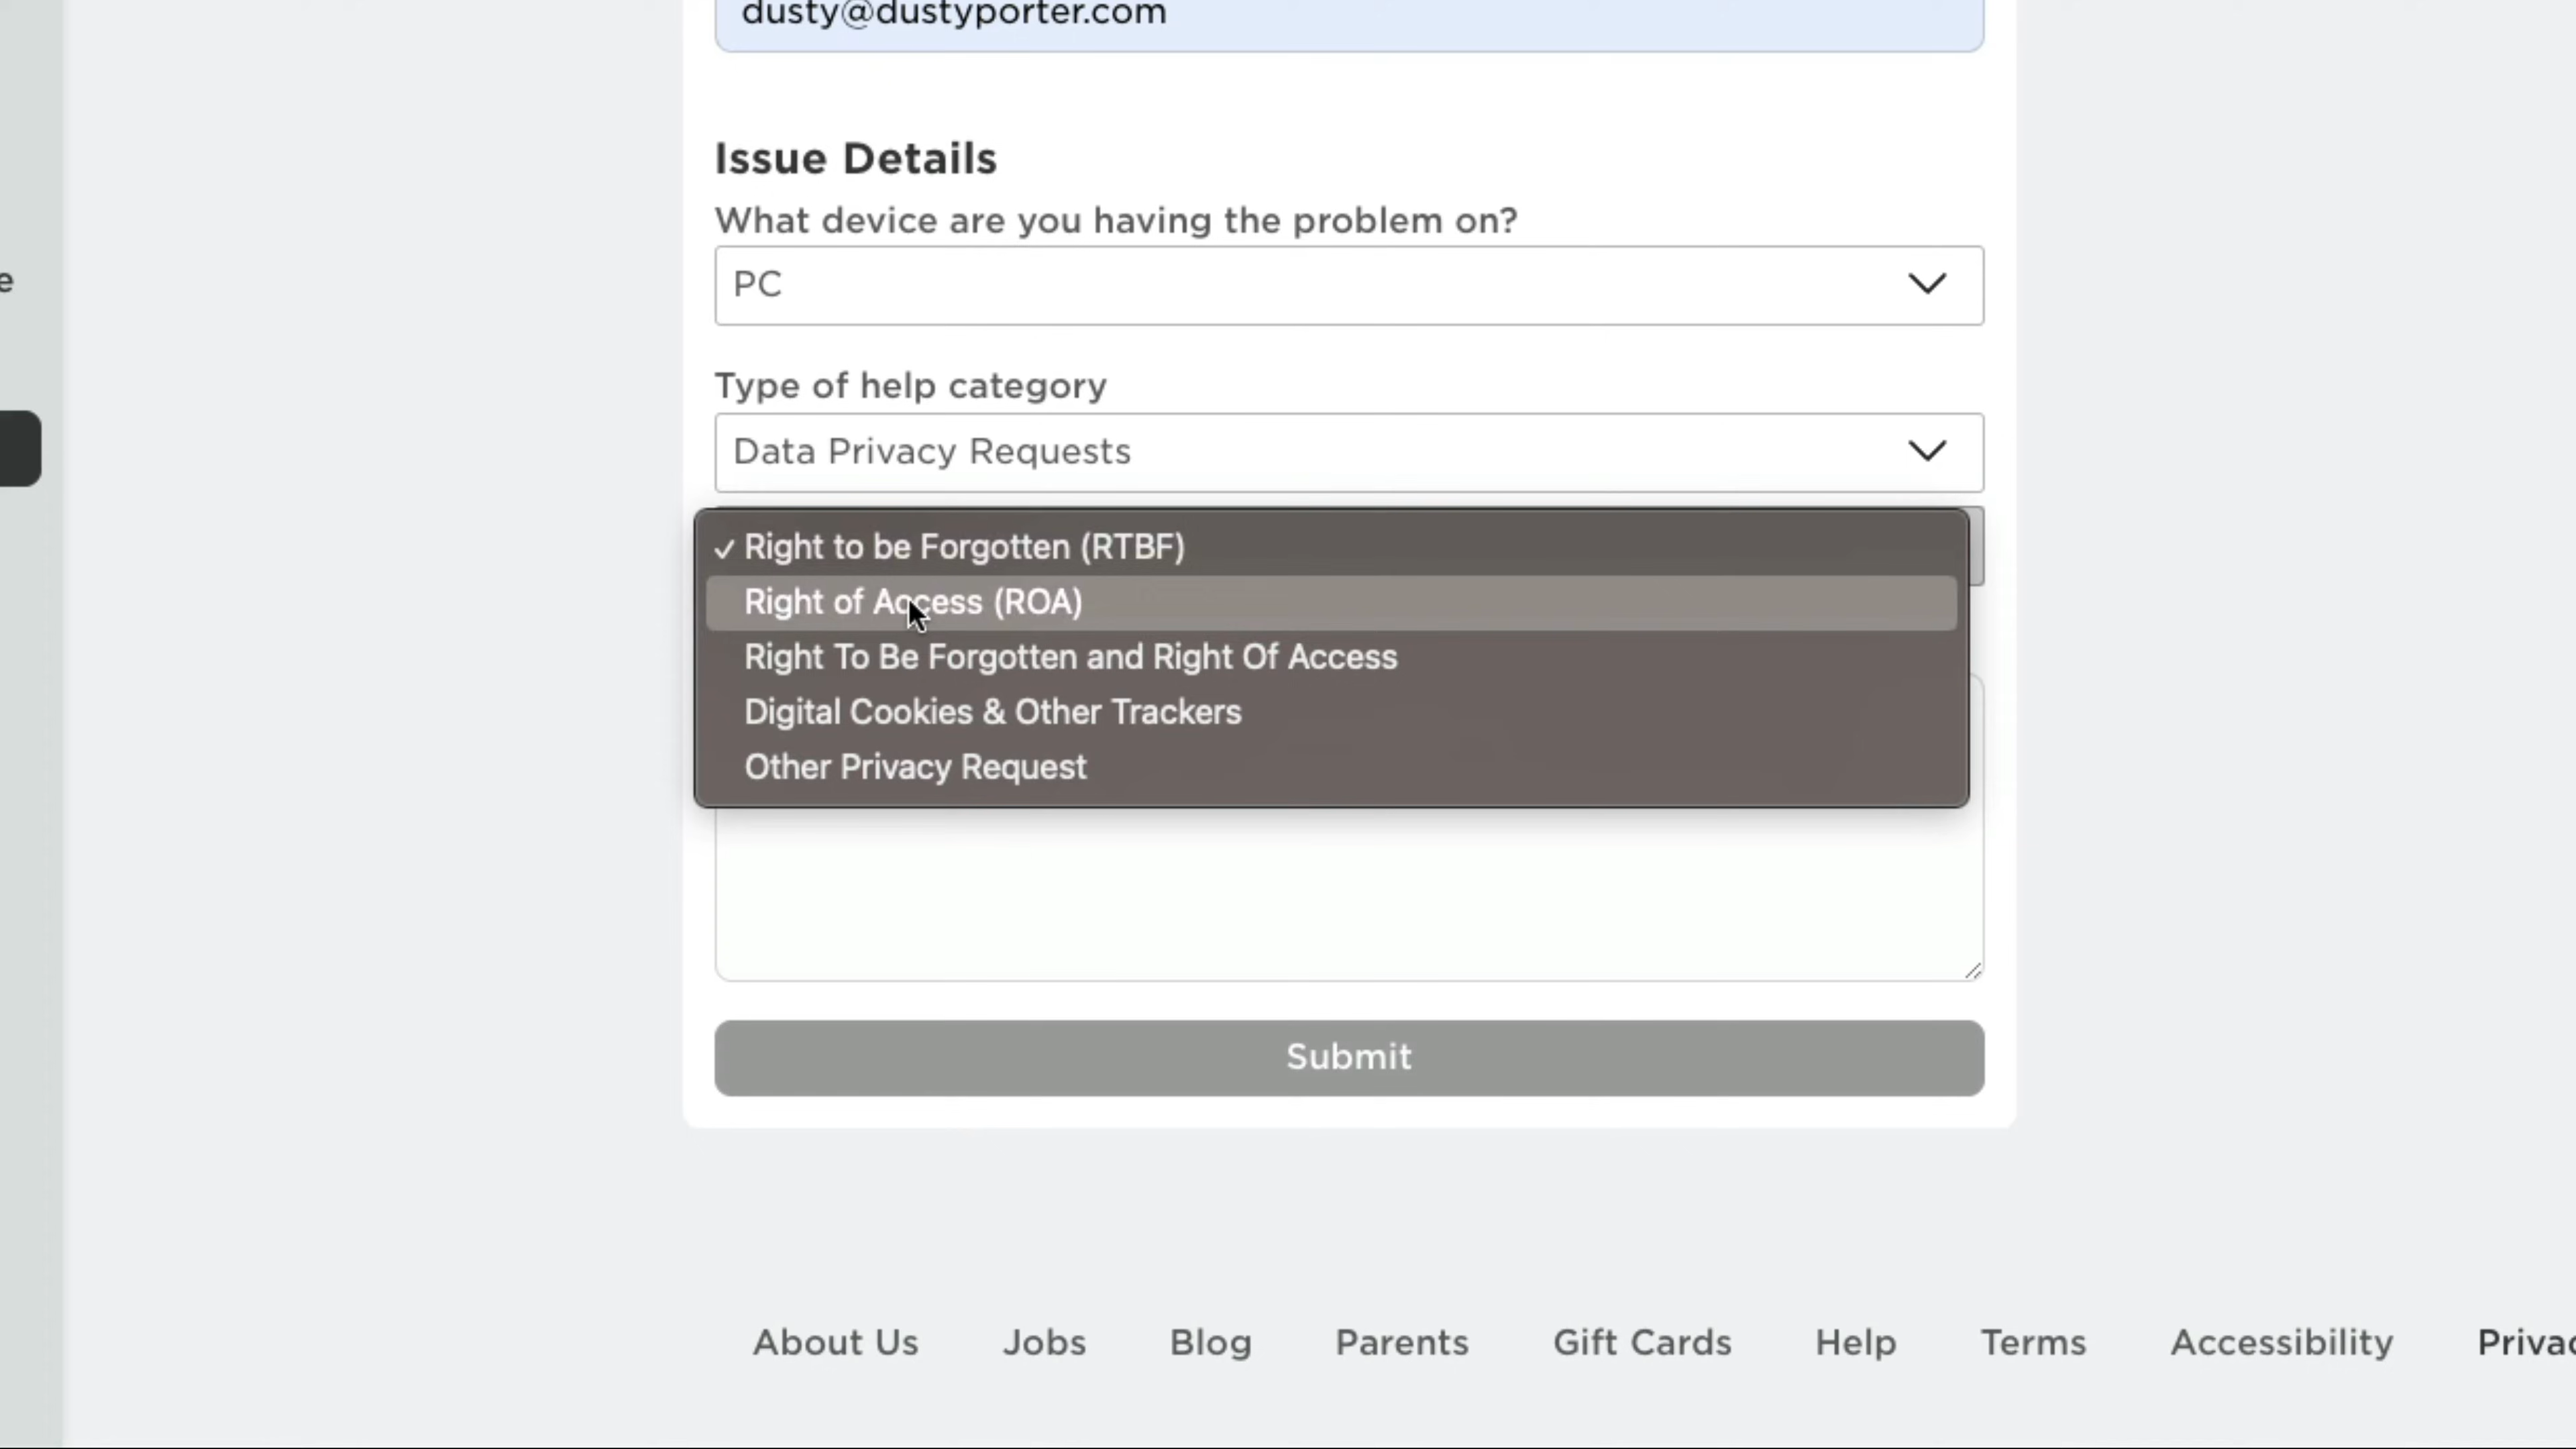 dusty@dustyporter.com
Issue Details
What device are you having the problem on?
PC
e
Type of help category
Data Privacy Requests
✓ Right to be Forgotten (RTBF)
Right of Access (ROA)
Right To Be Forgotten and Right Of Access
Digital Cookies & Other Trackers
Other Privacy Request
Submit
About Us Jobs Blog Parents Gift Cards Help Terms Accessibility Privac